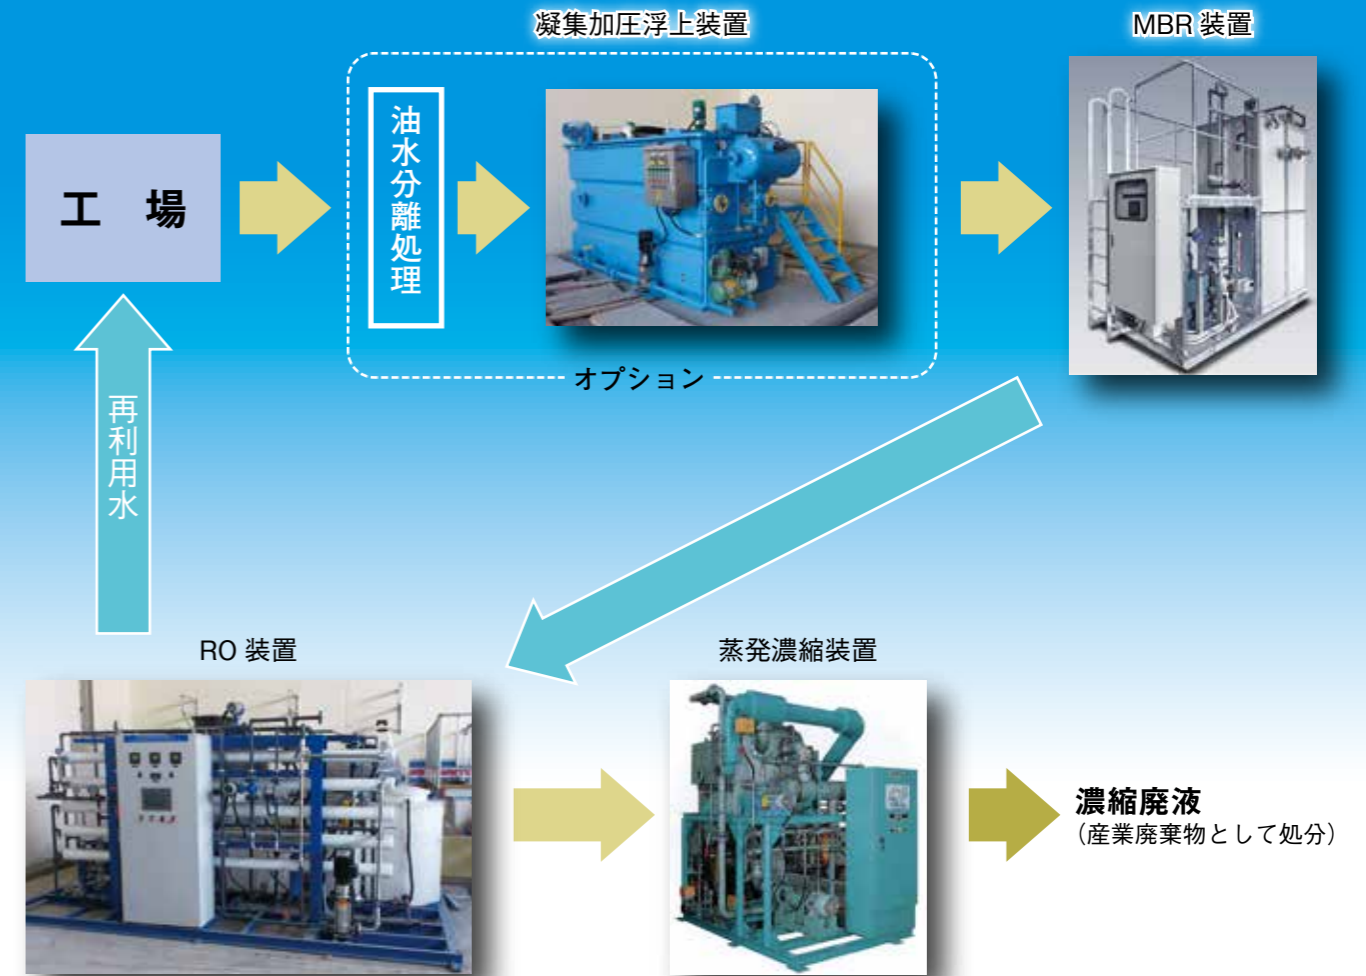 凝集加圧浮上装置
MBR 装置
工 場
油水分離処理
オプション
再利用水
RO 装置
蒸発濃縮装置
濃縮廃液
（産業廃棄物として処分）